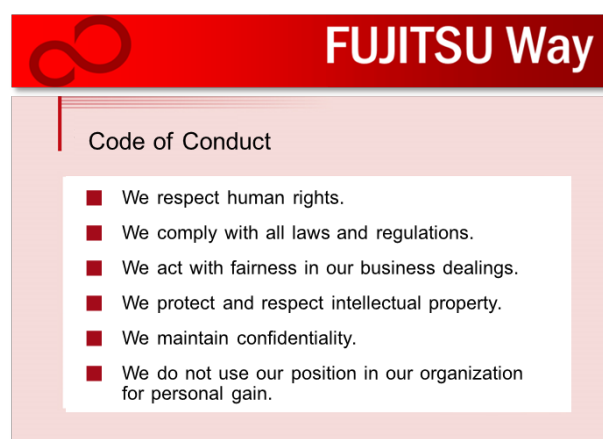 FUJITSU Way
Code of Conduct
We respect human rights.
We comply with all laws and regulations.
We act with fairness in our business dealings.
We protect and respect intellectual property.
We maintain confidentiality.
We do not use our position in our organization
for personal gain.